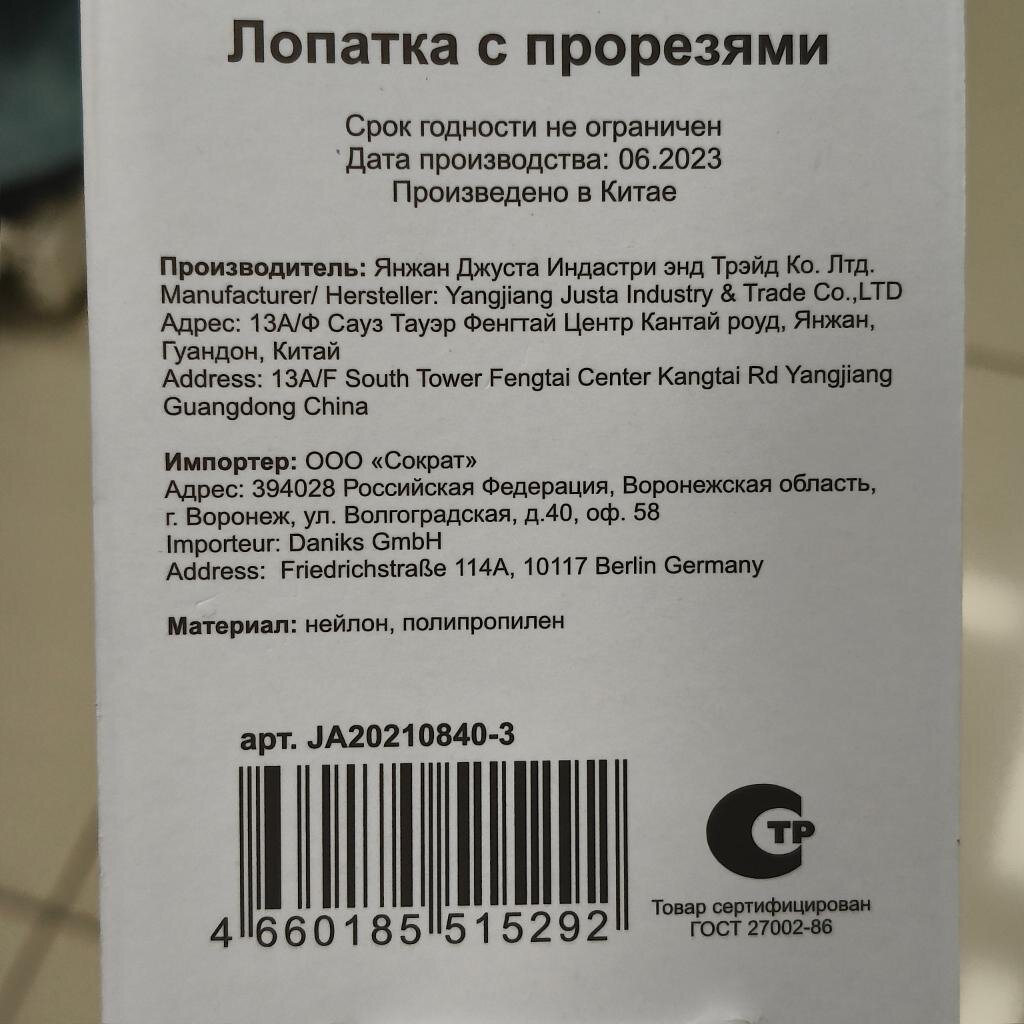 Лопатка с прорезями
Срок годности не ограничен
Дата производства: 06.2023
Произведено в Китае
Производитель: Янжан Джуста Индастри энд Трэйд Ко. Лтд.
Manufacturer/ Hersteller: Yangjiang Justa Industry & Trade Co.,LTD
Адрес: 13А/Ф Сауз Тауэр Фенгтай Центр Кантай роуд, Янжан,
Гуандон, Китай
Address: 13A/F South Tower Fengtai Center Kangtai Rd Yangjiang
Guangdong China
Импортер: ООО «Сократ»
Адрес: 394028 Российская Федерация, Воронежская область,
г. Воронеж, ул. Волгоградская, д.40, оф. 58
Importeur: Daniks GmbH
Address: Friedrichstraße 114A, 10117 Berlin Germany
Материал: нейлон, полипропилен
арт. JA20210840-3
4 660185 515292
ТР
Товар сертифицирован
ГОСТ 27002-86